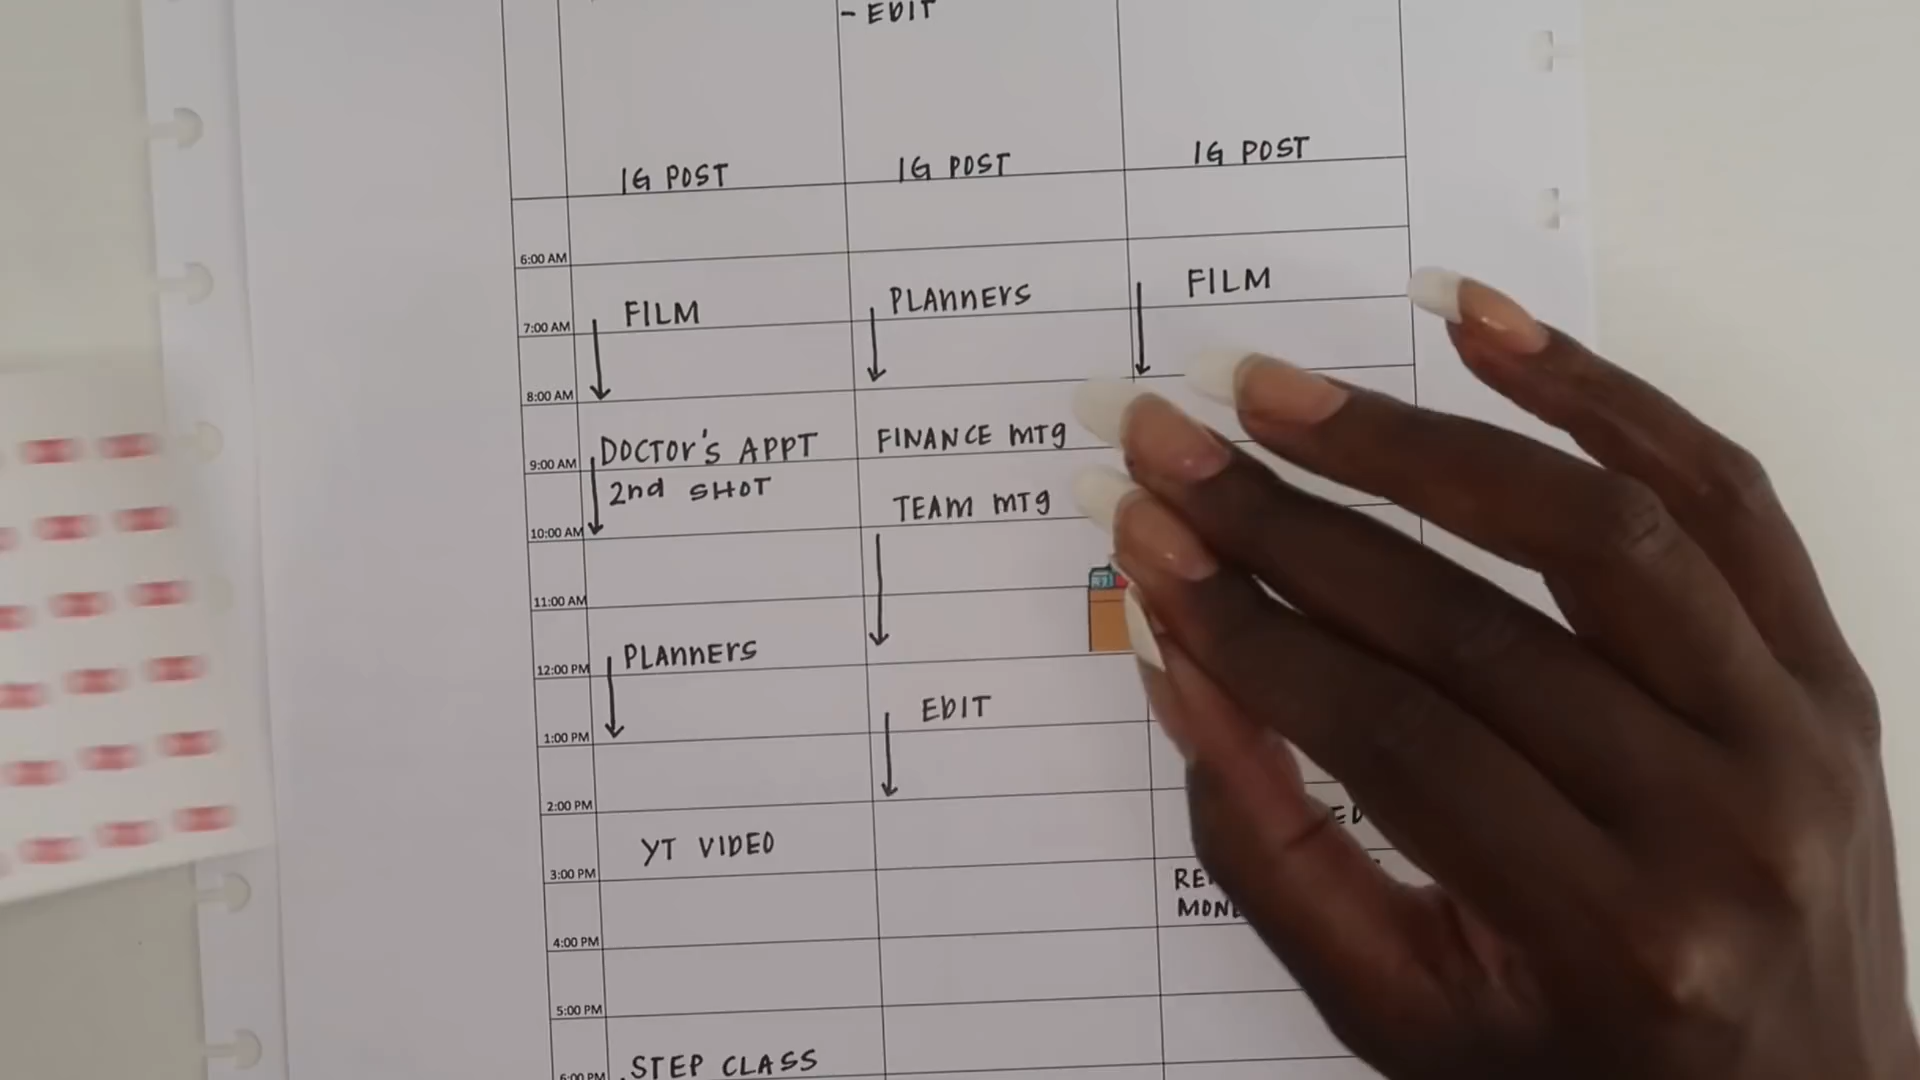 - EDIT
IG POST
IG POST
IG POST
6:00 AM
FILM
PLANNERS
FILM
7:00 AM
8:00 AM
DOCTOR'S APPT
FINANCE MTG
9:00 AM
2nd SHOT
TEAM MTG
10:00 AM
11:00 AM
PLANNERS
12:00 PM
EDIT
1:00 PM
2:00 PM
YT VIDEO
3:00 PM
4:00 PM
5:00 PM
STEP CLASS
6:00 PM